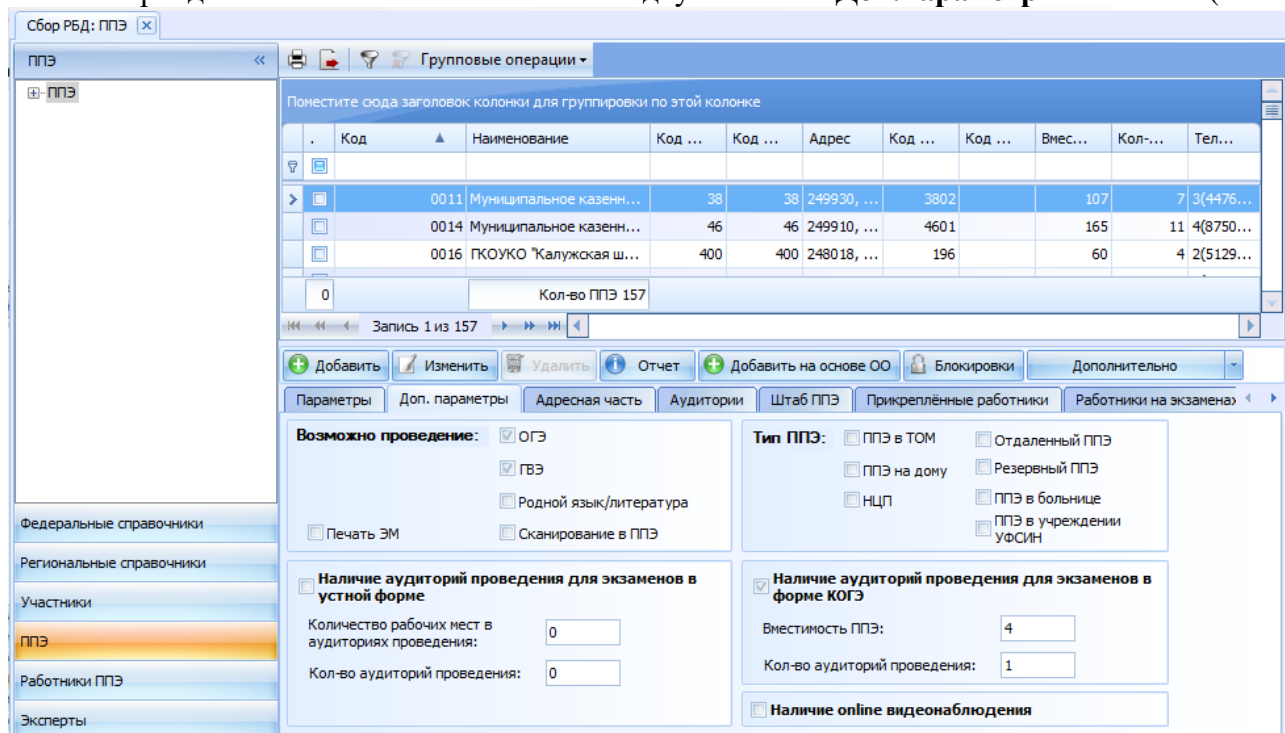 Доп. параметр
Сбор РБД: ППЭ
ППЭ
Групповые операции
ППЭ
Поместите сюда заголовок колонки для группировки по этой колонке
. Код Наименование Код ... Код ... Адрес Код ... Код ... Вмес... Кол-... Тел...
0011 Муниципальное казенн... 38 38 249930, ... 3802 107 7 3(4476...
0014 Муниципальное казенн... 46 46 249910, ... 4601 165 11 4(8750...
0016 ГКОУКО "Калужская ш... 400 400 248018, ... 196 60 4 2(5129...
0 Кол-во ППЭ 157
Запись 1 из 157
Добавить Изменить Удалить Отчет Добавить на основе ОО Блокировки Дополнительно
Параметры Доп. параметры Адресная часть Аудитории Штаб ППЭ Прикреплённые работники Работники на экзаменах
Возможно проведение: ОГЭ
ГВЭ
Родной язык/литература
Печать ЭМ Сканирование в ППЭ
Тип ППЭ: ППЭ в ТОМ Отдаленный ППЭ
ППЭ на дому Резервный ППЭ
НЦП ППЭ в больнице
ППЭ в учреждении
УФСИН
Наличие аудиторий проведения для экзаменов в
устной форме
Количество рабочих мест в
аудиториях проведения: 0
Кол-во аудиторий проведения: 0
Наличие аудиторий проведения для экзаменов в
форме КОГЭ
Вместимость ППЭ: 4
Кол-во аудиторий проведения: 1
Наличие online видеонаблюдения
Федеральные справочники
Региональные справочники
Участники
ППЭ
Работники ППЭ
Эксперты